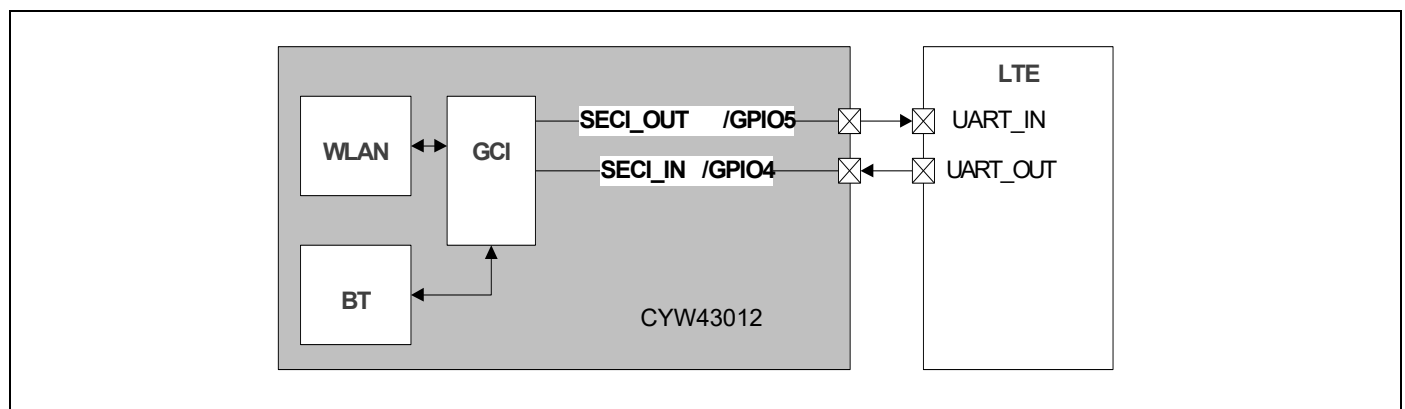 LTE
SECI_OUT /GPIO5
UART_IN
WLAN
GCI
SECI_IN /GPIO4
UART_OUT
BT
CYW43012